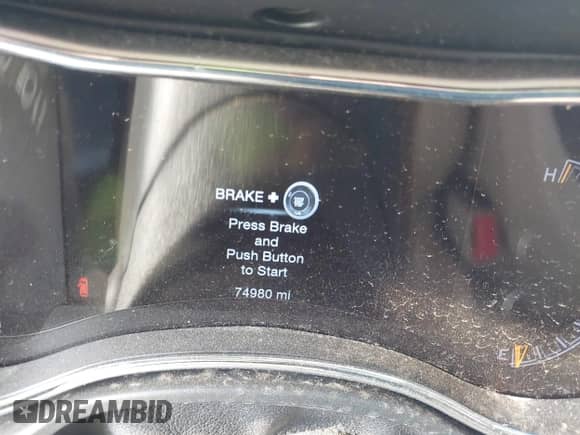 BRAKE +
Press Brake
and
Push Button
to Start
74980 mi
H
E
DREAMBID